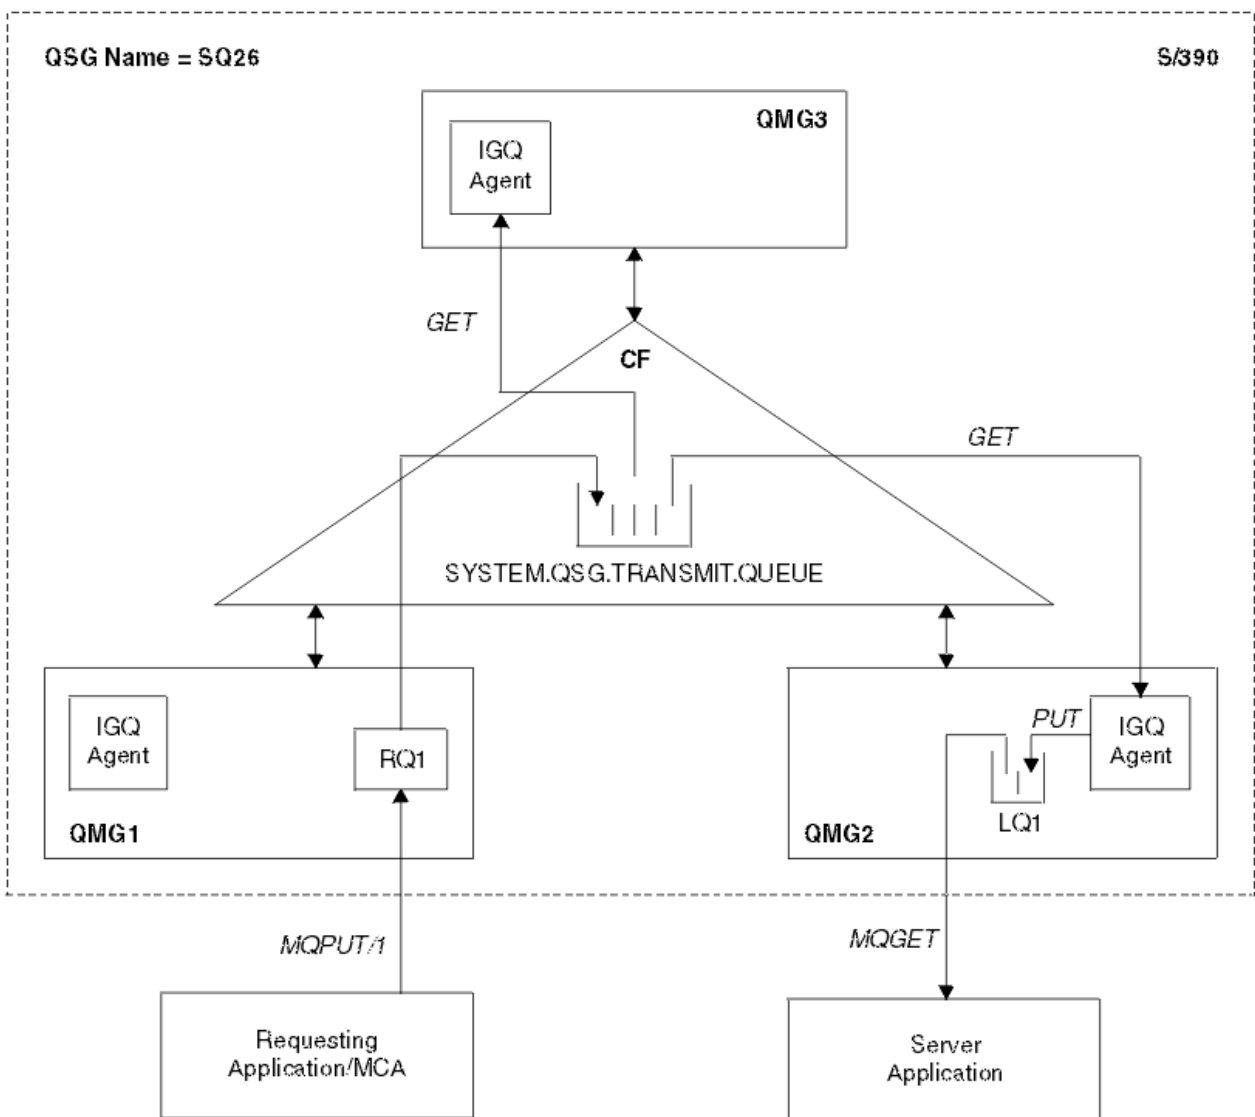 QSG Name = SQ26
S/390
QMG3
IGQ
Agent
GET
CF
GET
SYSTEM.QSG.TRANSMIT.QUEUE
IGQ
Agent
RQ1
QMG1
PUT
IGQ
Agent
LQ1
QMG2
MQPUT/1
MQGET
Requesting
Application/MCA
Server
Application